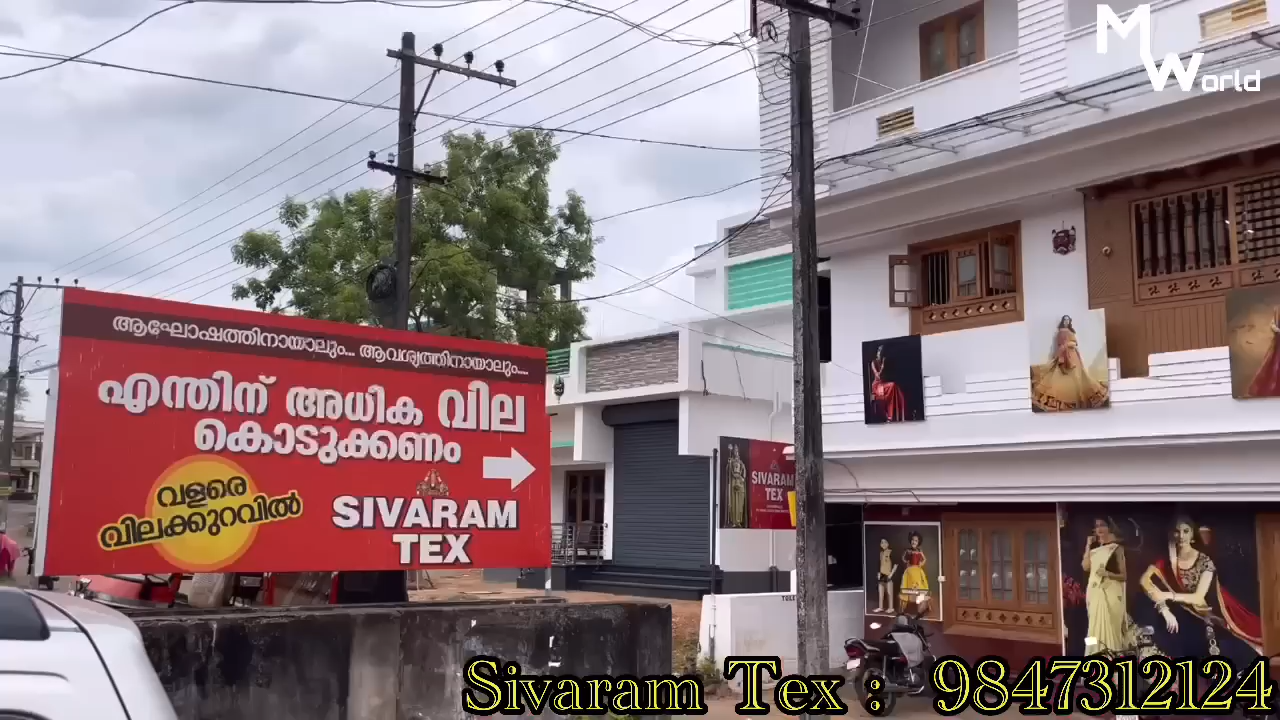 M
World
ആഘോഷത്തിനായാലും... ആവശ്യത്തിനായാലും....
എന്തിന് അധിക വില
കൊടുക്കണം
വളരെ
വിലക്കുറവിൽ
SIVARAM
TEX
SIVARAM
TEX
Sivaram Tex : 9847312124